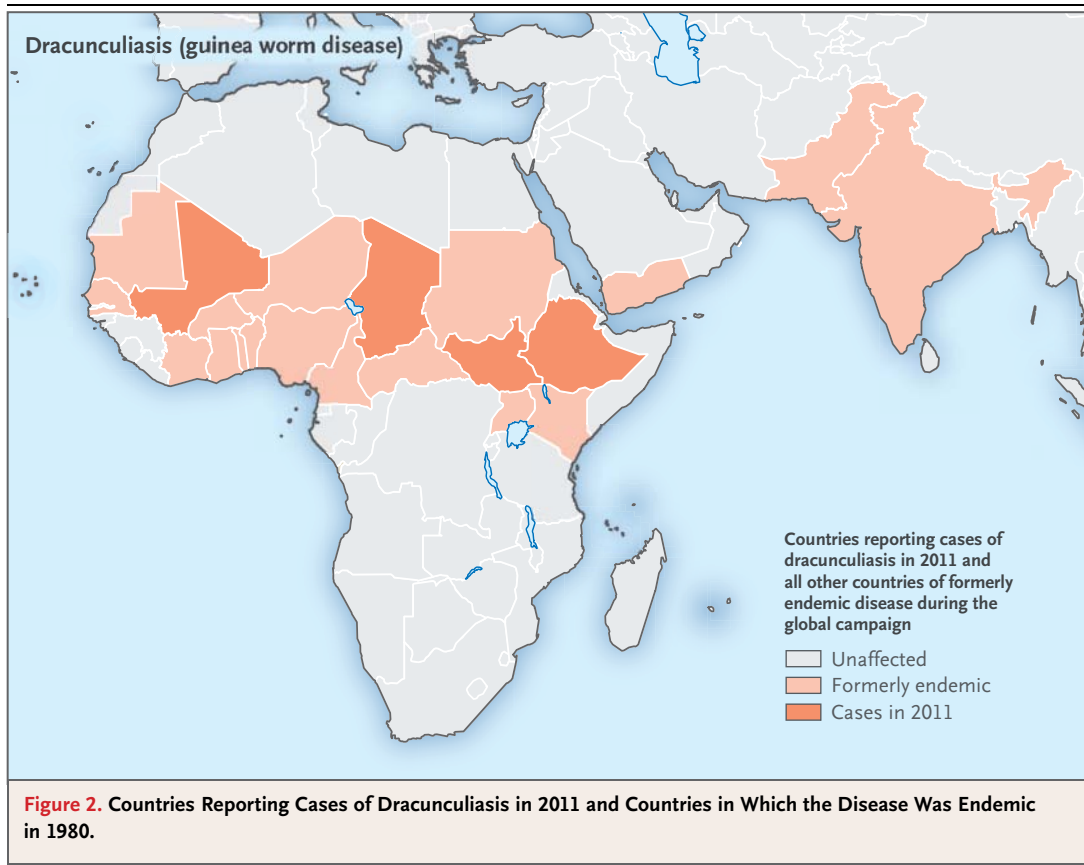 Dracunculiasis (guinea worm disease)
Countries reporting cases of
dracunculiasis in 2011 and
all other countries of formerly
endemic disease during the
global campaign
Unaffected
Formerly endemic
Cases in 2011
Figure 2. Countries Reporting Cases of Dracunculiasis in 2011 and Countries in Which the Disease Was Endemic
in 1980.